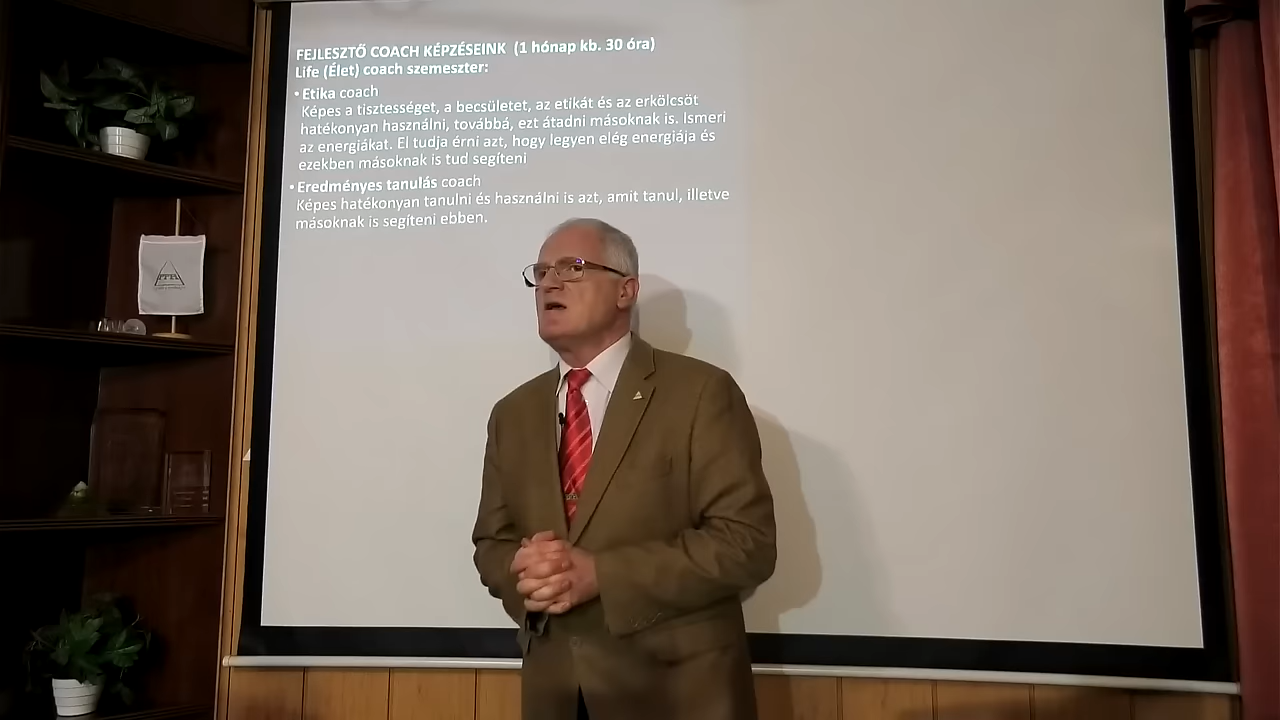 FEJLESZTŐ COACH KÉPZÉSEINK (1 hónap kb. 30 óra)
Life (Élet) coach szemeszter:
• Etika coach
Képes a tisztességet, a becsületet, az etikát és az erkölcsöt
hatékonyan használni, továbbá, ezt átadni másoknak is. Ismeri
az energiákat. El tudja érni azt, hogy legyen elég energiája és
ezekben másoknak is tud segíteni
• Eredményes tanulás coach
Képes hatékonyan tanulni és használni is azt, amit tanul, illetve
másoknak is segíteni ebben.